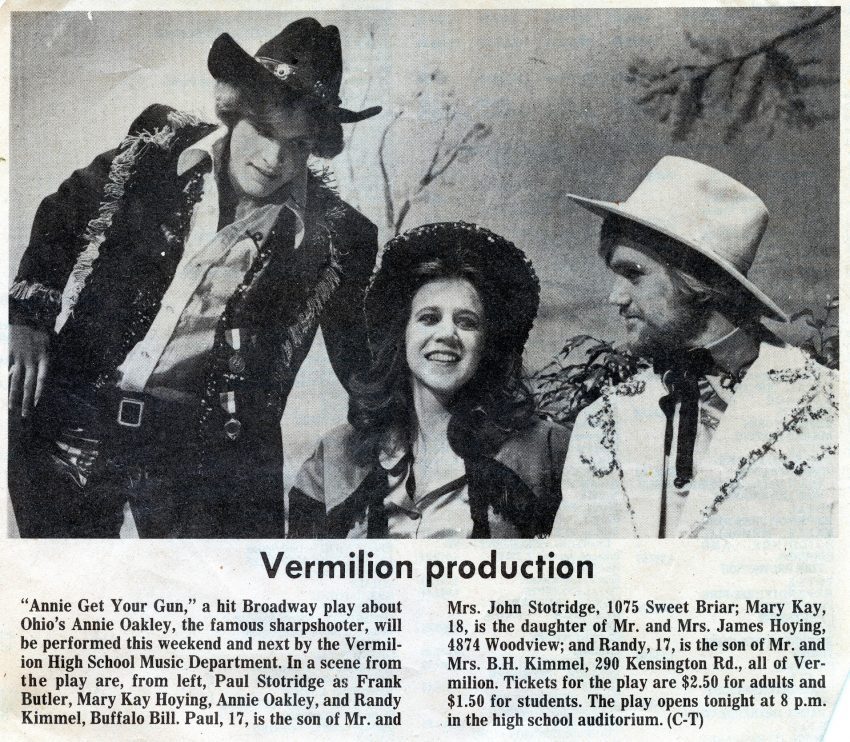 Vermilion production
"Annie Get Your Gun," a hit Broadway play about
Ohio's Annie Oakley, the famous sharpshooter, will
be performed this weekend and next by the Vermil-
ion High School Music Department. In a scene from
the play are, from left, Paul Stotridge as Frank
Butler, Mary Kay Hoying, Annie Oakley, and Randy
Kimmel, Buffalo Bill. Paul, 17, is the son of Mr. and
Mrs. John Stotridge, 1075 Sweet Briar; Mary Kay,
18, is the daughter of Mr. and Mrs. James Hoying,
4874 Woodview; and Randy, 17, is the son of Mr. and
Mrs. B.H. Kimmel, 290 Kensington Rd., all of Ver-
milion. Tickets for the play are $2.50 for adults and
$1.50 for students. The play opens tonight at 8 p.m.
in the high school auditorium. (C-T)